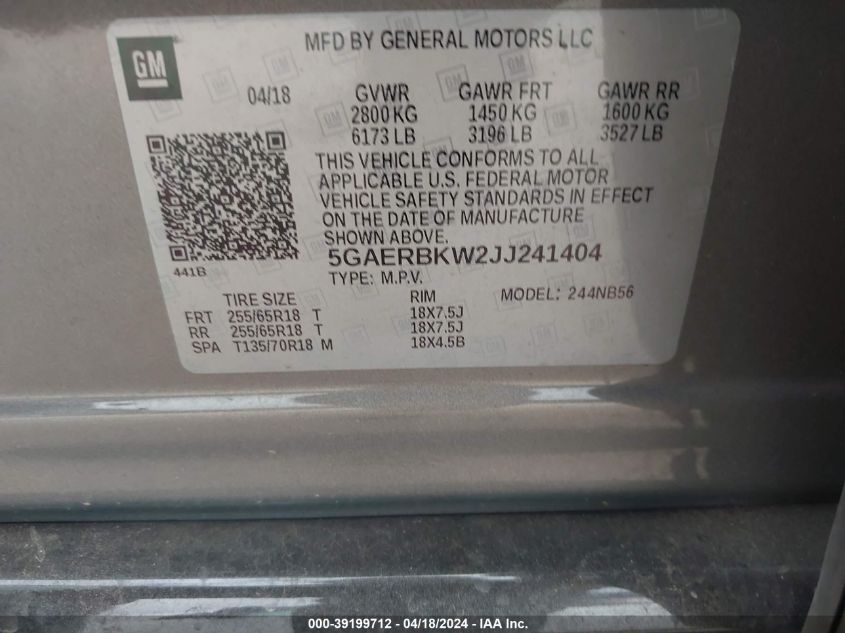 GM
MFD BY GENERAL MOTORS LLC
04/18 GVWR GAWR FRT GAWR RR
2800 KG 1450 KG 1600 KG
6173 LB 3196 LB 3527 LB
THIS VEHICLE CONFORMS TO ALL
APPLICABLE U.S. FEDERAL MOTOR
VEHICLE SAFETY STANDARDS IN EFFECT
ON THE DATE OF MANUFACTURE
SHOWN ABOVE.
441B
5GAERBKW2JJ241404
TYPE: M.P.V.
TIRE SIZE RIM MODEL: 244NB56
FRT 255/65R18 T 18X7.5J
RR 255/65R18 T 18X7.5J
SPA T135/70R18 M 18X4.5B
000-39199712 - 04/18/2024 - IAA Inc.